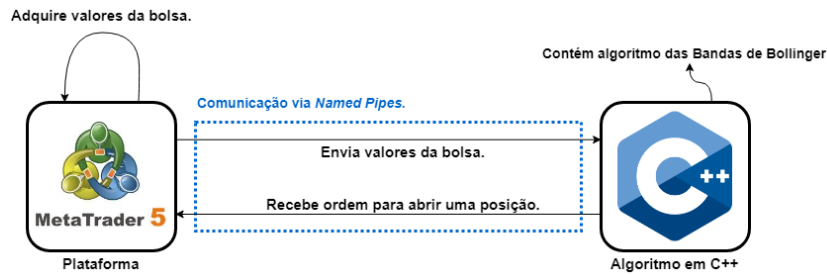 Adquire valores da bolsa.
Contém algoritmo das Bandas de Bollinger
Comunicação via Named Pipes.
Envia valores da bolsa.
Recebe ordem para abrir uma posição.
MetaTrader 5
C++
Plataforma
Algoritmo em C++